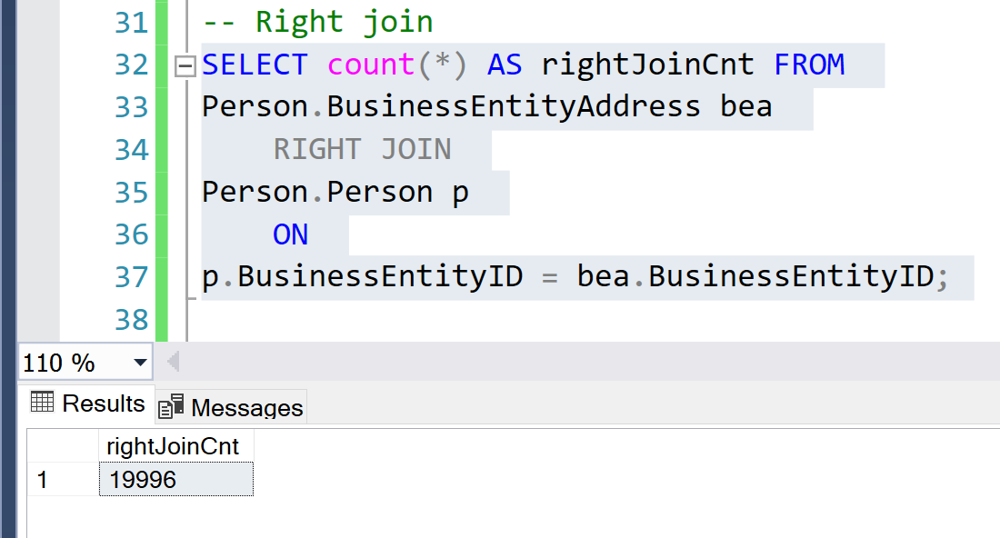 31 -- Right join
32 SELECT count(*) AS rightJoinCnt FROM
33 Person.BusinessEntityAddress bea
34 RIGHT JOIN
35 Person.Person p
36 ON
37 p.BusinessEntityID = bea.BusinessEntityID;
38
110 %
Results Messages
rightJoinCnt
1 19996